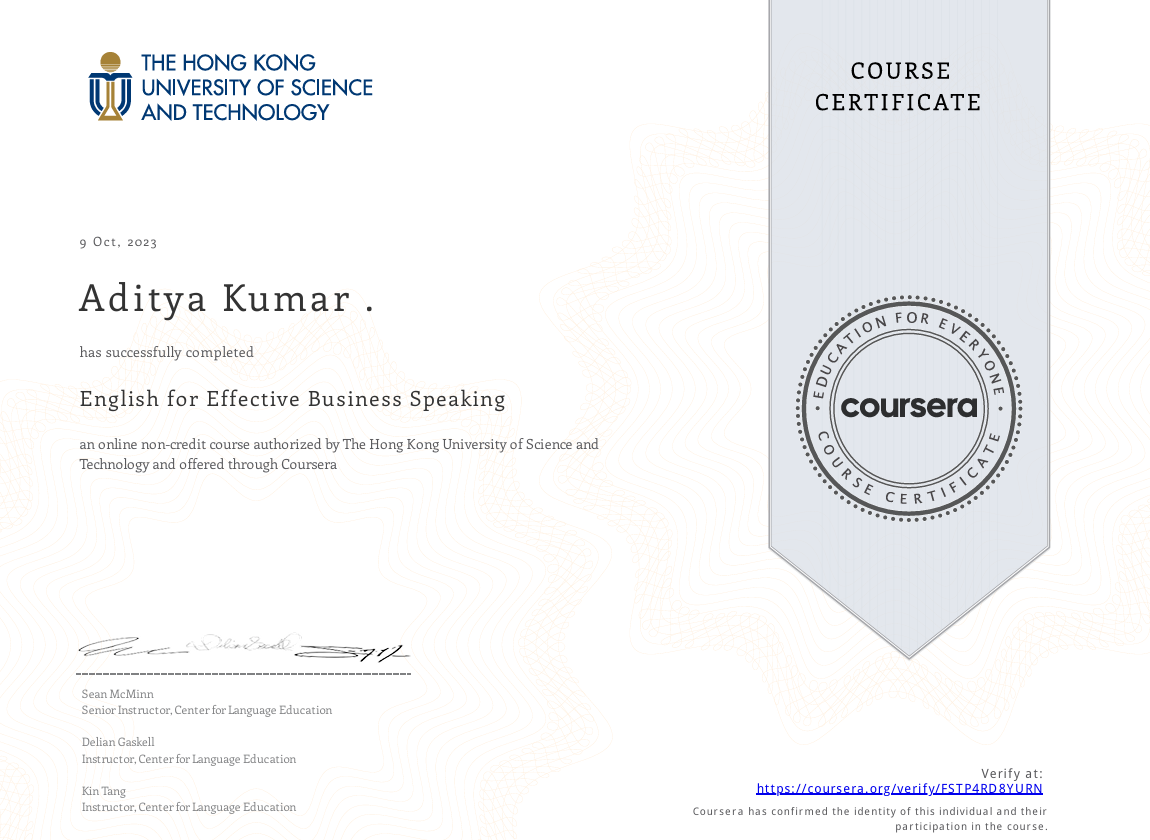 THE HONG KONG
UNIVERSITY OF SCIENCE
AND TECHNOLOGY
COURSE
CERTIFICATE
9 Oct, 2023
Aditya Kumar .
has successfully completed
English for Effective Business Speaking
an online non-credit course authorized by The Hong Kong University of Science and
Technology and offered through Coursera
EDUCATION FOR EVERYONE
coursera
COURSE CERTIFICATE
Sean McMinn
Senior Instructor, Center for Language Education
Delian Gaskell
Instructor, Center for Language Education
Kin Tang
Instructor, Center for Language Education
Verify at:
https://coursera.org/verify/FSTP4RD8YURN
Coursera has confirmed the identity of this individual and their
participation in the course.